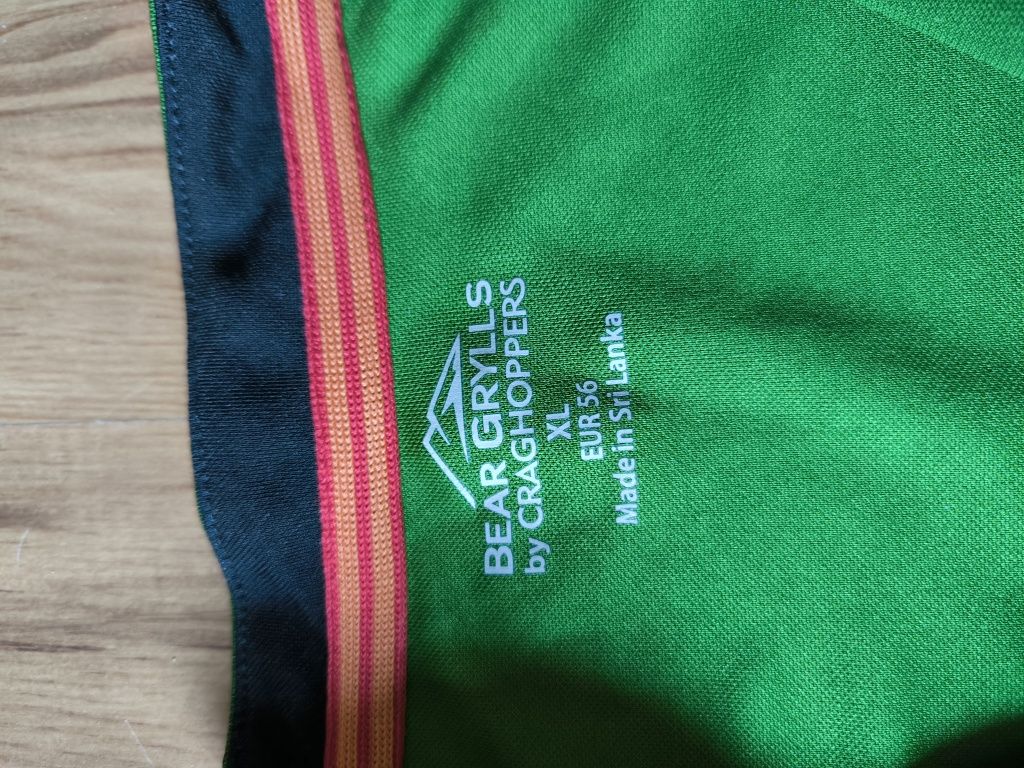 BEAR GRYLLS
by CRAGHOPPERS
XL
EUR 56
Made in Sri Lanka